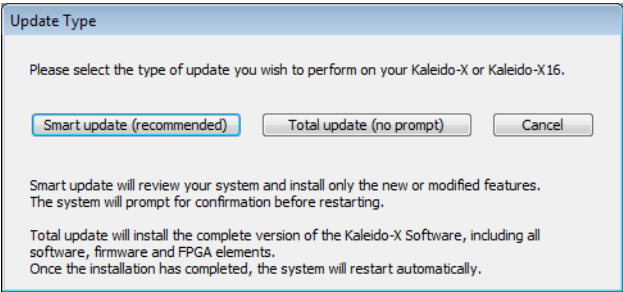 Update Type
Please select the type of update you wish to perform on your Kaleido-X or Kaleido-X16.
Smart update (recommended) Total update (no prompt) Cancel
Smart update will review your system and install only the new or modified features.
The system will prompt for confirmation before restarting.
Total update will install the complete version of the Kaleido-X Software, including all
software, firmware and FPGA elements.
Once the installation has completed, the system will restart automatically.